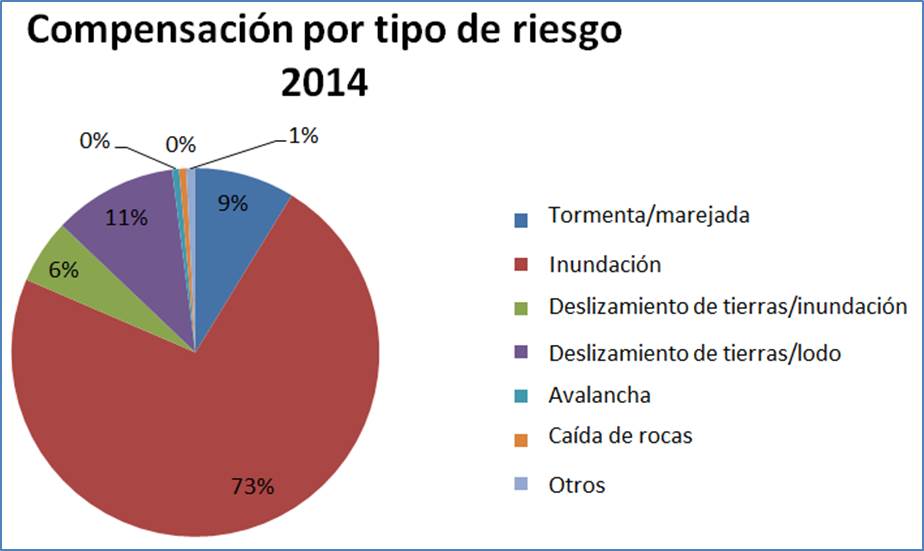 Compensación por tipo de riesgo
2014
0%
0%
1%
9%
11%
6%
73%
Tormenta/marejada
Inundación
Deslizamiento de tierras/inundación
Deslizamiento de tierras/lodo
Avalancha
Caída de rocas
Otros